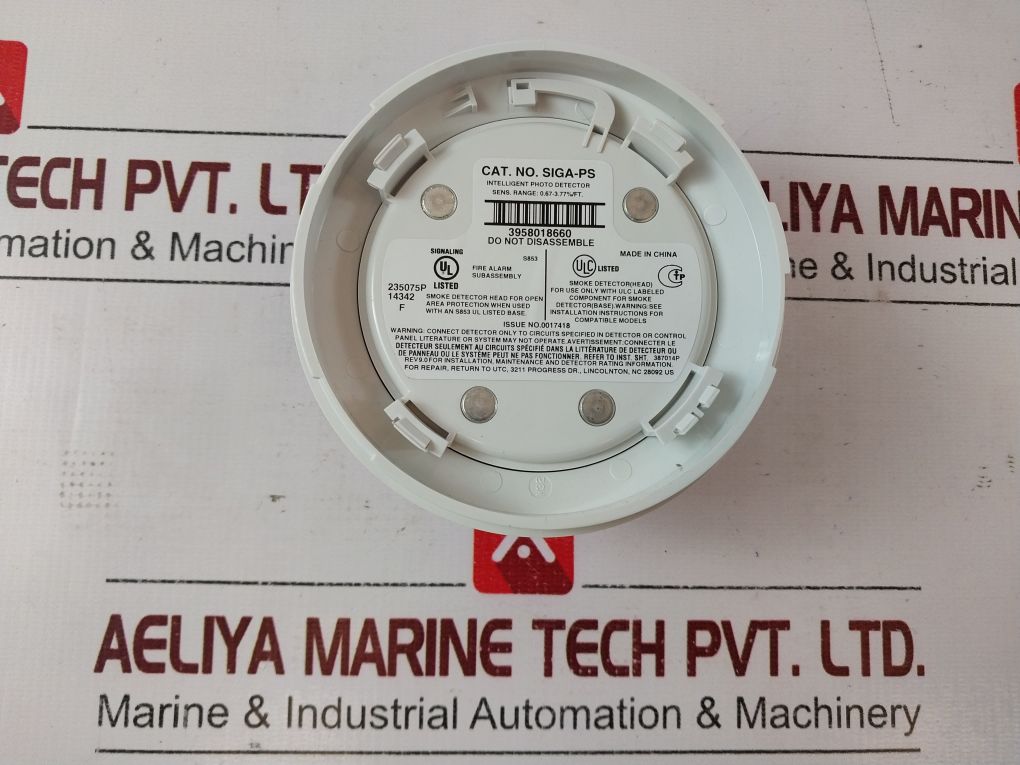 CAT. NO. SIGA-PS
INTELLIGENT PHOTO DETECTOR
SENS. RANGE: 0.67-3.77%/FT.
3958018660
DO NOT DISASSEMBLE
SIGNALING
UL
LISTED
S853
FIRE ALARM
SUBASSEMBLY
235075P
14342
F
SMOKE DETECTOR HEAD FOR OPEN
AREA PROTECTION WHEN USED
WITH AN S853 UL LISTED BASE.
MADE IN CHINA
ULC LISTED
SMOKE DETECTOR(HEAD)
FOR USE ONLY WITH ULC LABELED
COMPONENT FOR SMOKE
DETECTOR(BASE).WARNING:SEE
INSTALLATION INSTRUCTIONS FOR
COMPATIBLE MODELS
ISSUE NO.0017418
WARNING: CONNECT DETECTOR ONLY TO CIRCUITS SPECIFIED IN DETECTOR OR CONTROL
PANEL LITERATURE OR SYSTEM MAY NOT OPERATE.AVERTISSEMENT:CONNECTER LE
DETECTEUR SEULEMENT AU CIRCUITS SPÉCIFIÉ DANS LA LITTÉRATURE DE DETECTEUR OU
DE PANNEAU OU LE SYSTÈME PEUT NE PAS FONCTIONNER. REFER TO INST. SHT. 387014P
REV9.0 FOR INSTALLATION, MAINTENANCE AND DETECTOR RATING INFORMATION.
FOR REPAIR, RETURN TO UTC, 3211 PROGRESS DR., LINCOLNTON, NC 28092 US
TECH PVT. LTD
mation & Machin
AELIYA MARINE
ne & Industrial
AELIYA MARINE TECH PVT. LTD.
Marine & Industrial Automation & Machinery